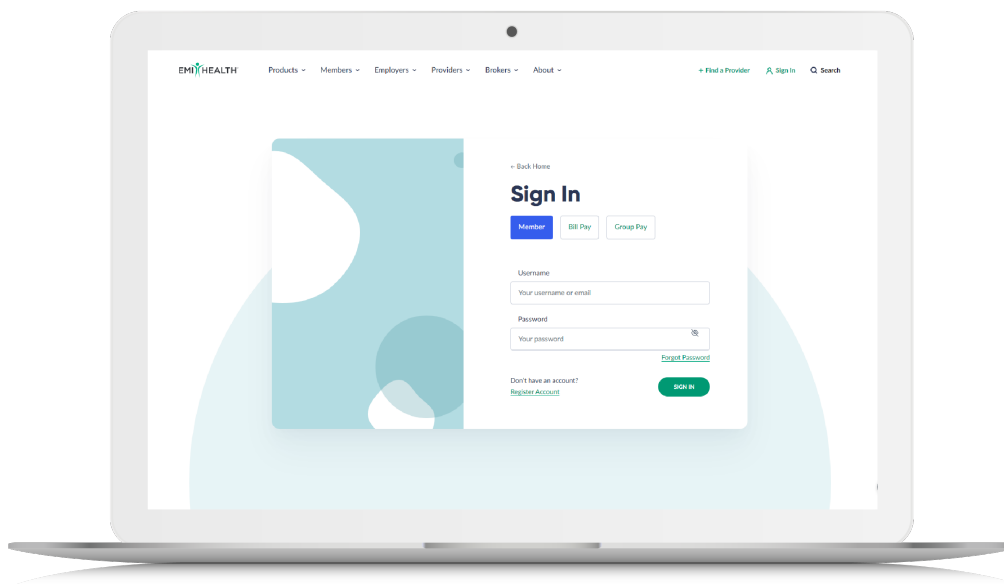 EMI HEALTH
Products Members Employers Providers Brokers About + Find a Provider Sign In Search
← Back Home
Sign In
Member Bill Pay Group Pay
Username
Your username or email
Password
Your password
Forgot Password
Don't have an account?
Register Account
SIGN IN